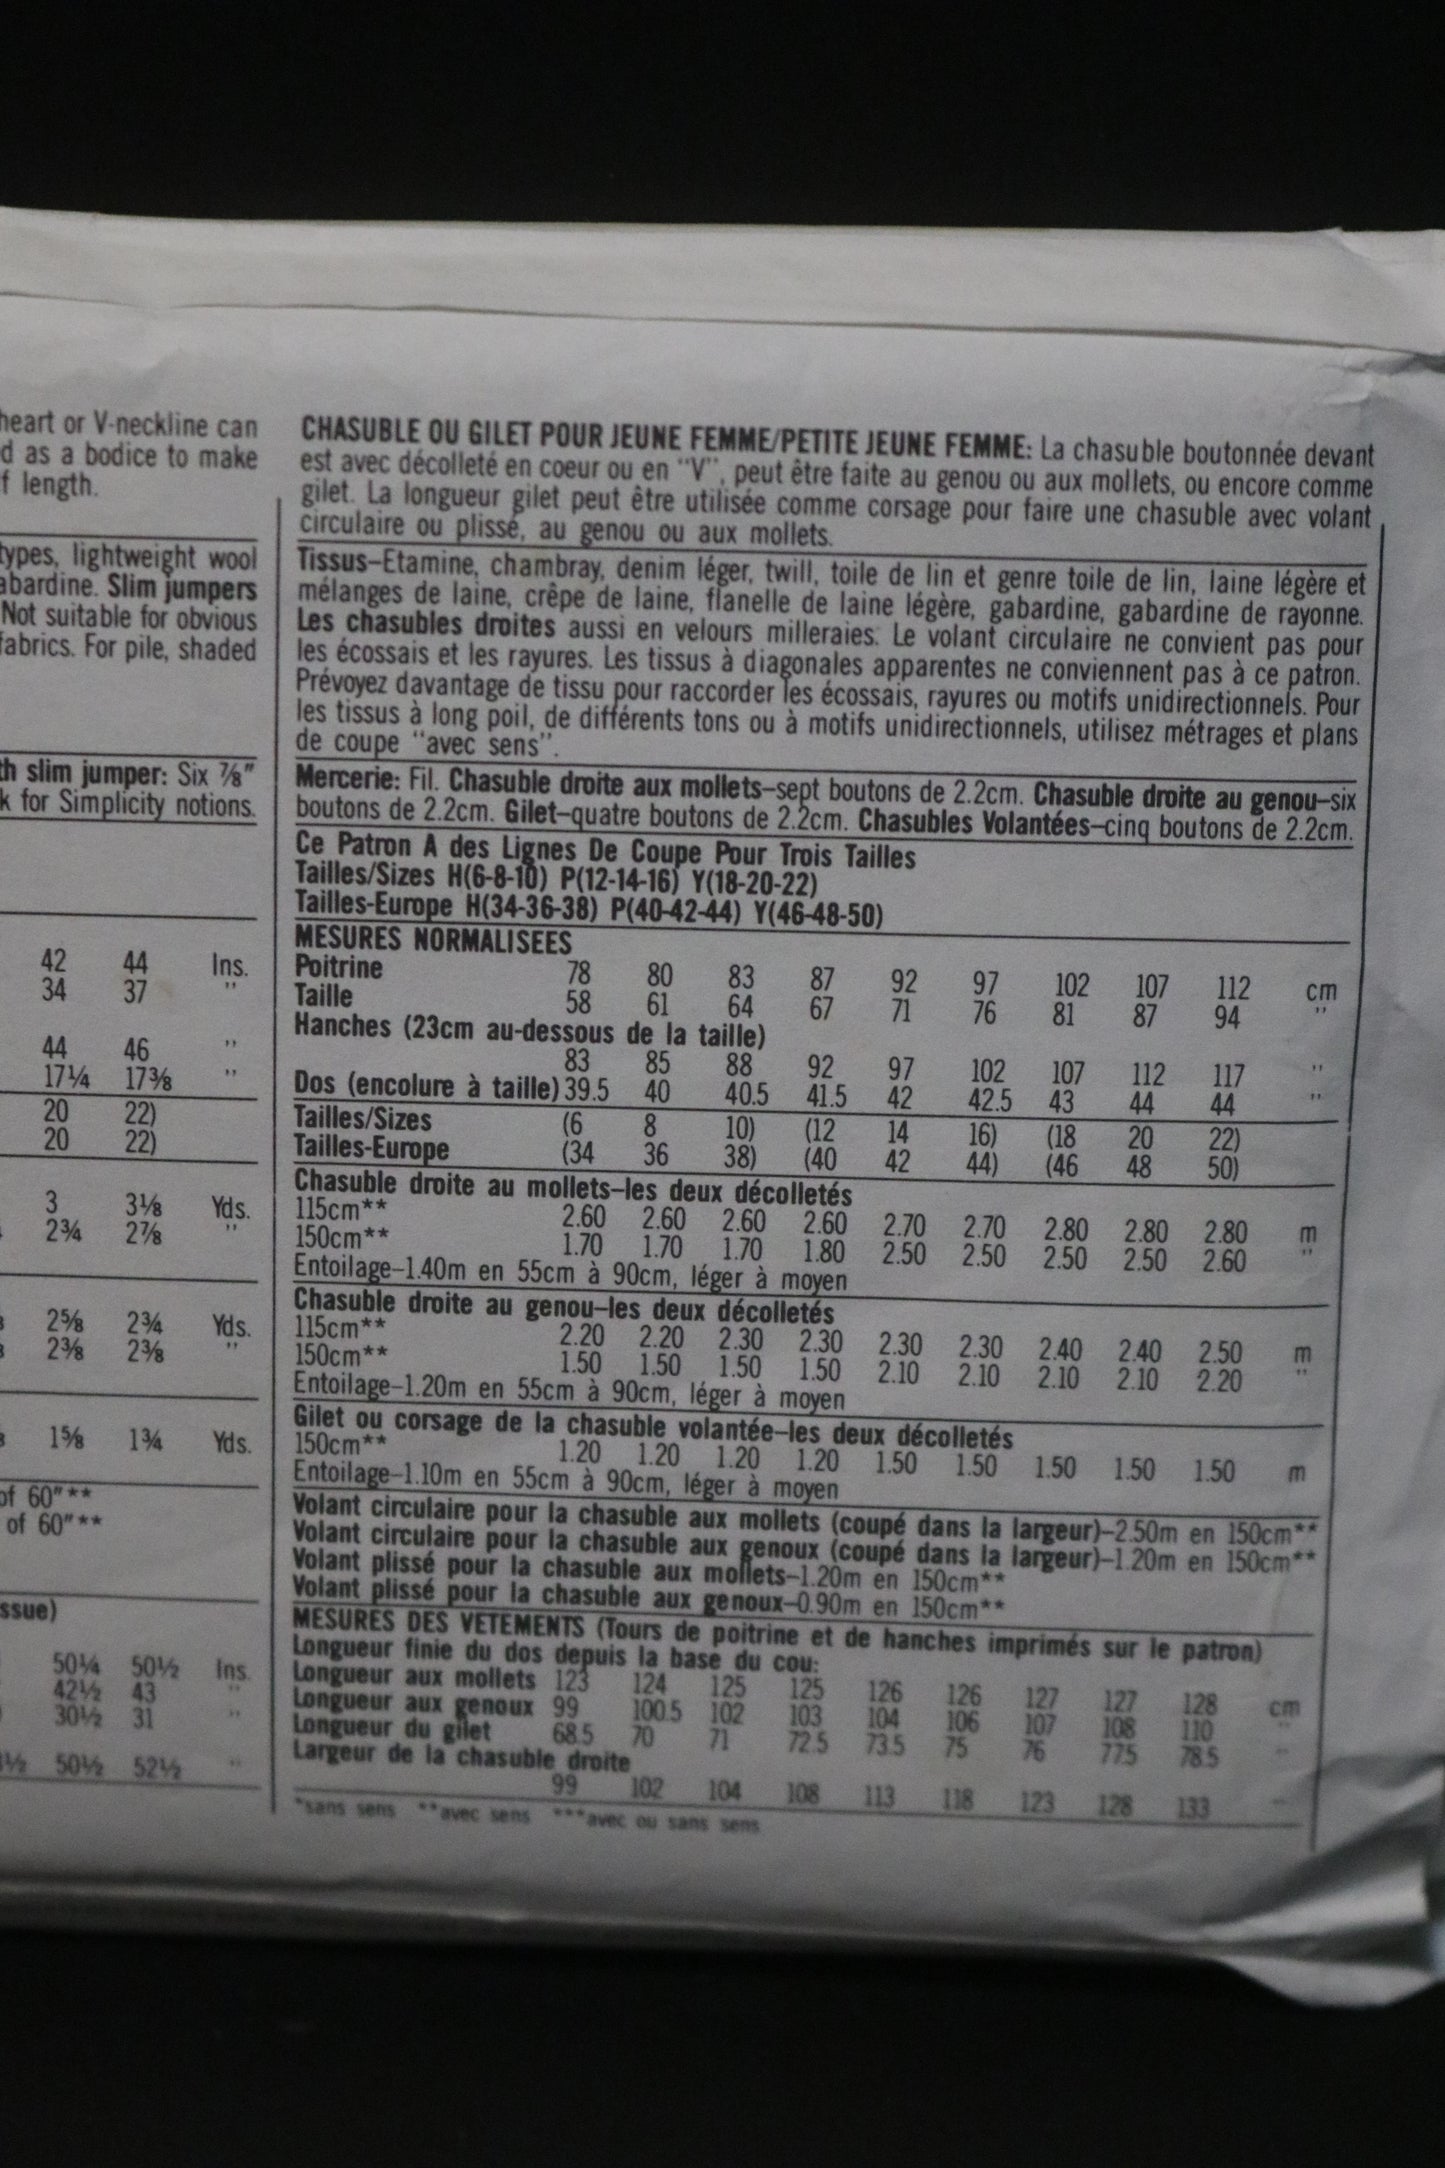 heart or V-neckline can
d as a bodice to make
f length.
types, lightweight wool
abardine. Slim jumpers
Not suitable for obvious
fabrics. For pile, shaded
th slim jumper: Six ⅞"
k for Simplicity notions.
42 44 Ins.
34 37 "
44 46 "
17¼ 17⅜ "
20 22)
20 22)
3 3⅛ Yds.
2¾ 2⅞ "
2⅝ 2¾ Yds.
2⅜ 2⅜ "
1⅝ 1¾ Yds.
of 60"**
of 60"**
ssue)
50¼ 50½ Ins.
42½ 43 "
30½ 31 "
½ 50½ 52½ "
CHASUBLE OU GILET POUR JEUNE FEMME/PETITE JEUNE FEMME: La chasuble boutonnée devant
est avec décolleté en coeur ou en "V", peut être faite au genou ou aux mollets, ou encore comme
gilet. La longueur gilet peut être utilisée comme corsage pour faire une chasuble avec volant
circulaire ou plissé, au genou ou aux mollets.
Tissus–Etamine, chambray, denim léger, twill, toile de lin et genre toile de lin, laine légère et
mélanges de laine, crêpe de laine, flanelle de laine légère, gabardine, gabardine de rayonne.
Les chasubles droites aussi en velours milleraies. Le volant circulaire ne convient pas pour
les écossais et les rayures. Les tissus à diagonales apparentes ne conviennent pas à ce patron.
Prévoyez davantage de tissu pour raccorder les écossais, rayures ou motifs unidirectionnels. Pour
les tissus à long poil, de différents tons ou à motifs unidirectionnels, utilisez métrages et plans
de coupe "avec sens".
Mercerie: Fil. Chasuble droite aux mollets–sept boutons de 2.2cm. Chasuble droite au genou–six
boutons de 2.2cm. Gilet–quatre boutons de 2.2cm. Chasubles Volantées–cinq boutons de 2.2cm.
Ce Patron A des Lignes De Coupe Pour Trois Tailles
Tailles/Sizes H(6-8-10) P(12-14-16) Y(18-20-22)
Tailles-Europe H(34-36-38) P(40-42-44) Y(46-48-50)
MESURES NORMALISEES
Poitrine 78 80 83 87 92 97 102 107 112 cm
Taille 58 61 64 67 71 76 81 87 94 "
Hanches (23cm au-dessous de la taille)
83 85 88 92 97 102 107 112 117 "
Dos (encolure à taille) 39.5 40 40.5 41.5 42 42.5 43 44 44 "
Tailles/Sizes (6 8 10) (12 14 16) (18 20 22)
Tailles-Europe (34 36 38) (40 42 44) (46 48 50)
Chasuble droite au mollets–les deux décolletés
115cm** 2.60 2.60 2.60 2.60 2.70 2.70 2.80 2.80 2.80 m
150cm** 1.70 1.70 1.70 1.80 2.50 2.50 2.50 2.50 2.60 "
Entoilage–1.40m en 55cm à 90cm, léger à moyen
Chasuble droite au genou–les deux décolletés
115cm** 2.20 2.20 2.30 2.30 2.30 2.30 2.40 2.40 2.50 m
150cm** 1.50 1.50 1.50 1.50 2.10 2.10 2.10 2.10 2.20 "
Entoilage–1.20m en 55cm à 90cm, léger à moyen
Gilet ou corsage de la chasuble volantée–les deux décolletés
150cm** 1.20 1.20 1.20 1.20 1.50 1.50 1.50 1.50 1.50 m
Entoilage–1.10m en 55cm à 90cm, léger à moyen
Volant circulaire pour la chasuble aux mollets (coupé dans la largeur)–2.50m en 150cm**
Volant circulaire pour la chasuble aux genoux (coupé dans la largeur)–1.20m en 150cm**
Volant plissé pour la chasuble aux mollets–1.20m en 150cm**
Volant plissé pour la chasuble aux genoux–0.90m en 150cm**
MESURES DES VETEMENTS (Tours de poitrine et de hanches imprimés sur le patron)
Longueur finie du dos depuis la base du cou:
Longueur aux mollets 123 124 125 125 126 126 127 127 128 cm
Longueur aux genoux 99 100.5 102 103 104 106 107 108 110 "
Longueur du gilet 68.5 70 71 72.5 73.5 75 76 77.5 78.5 "
Largeur de la chasuble droite
99 102 104 108 113 118 123 128 133 "
*sans sens **avec sens ***avec ou sans sens